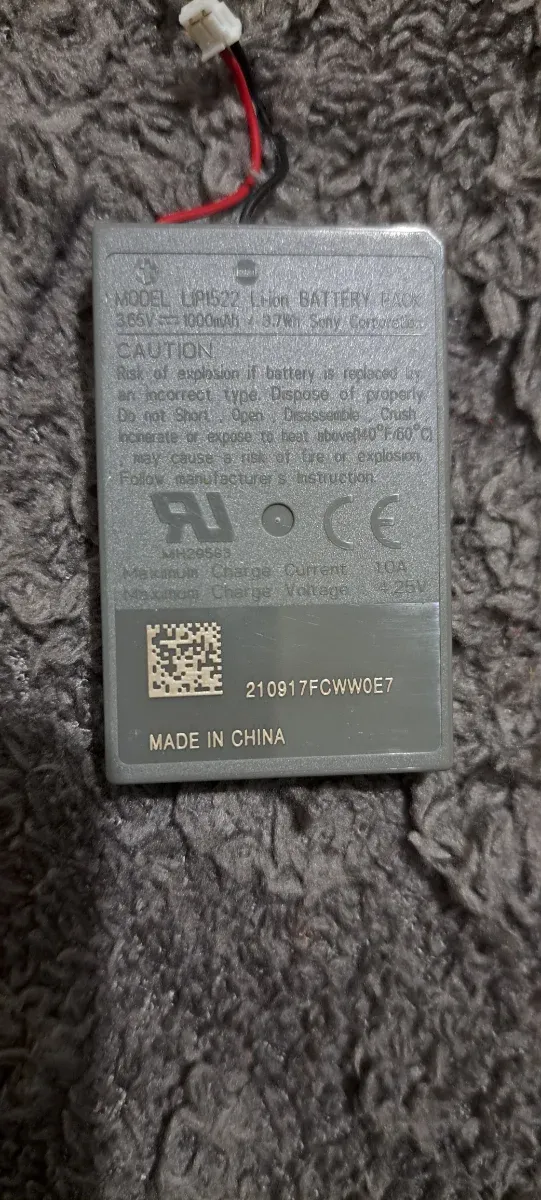 MODEL LIP1522 Li-ion BATTERY PACK
3.65V⎓1000mAh / 3.7Wh Sony Corporation
CAUTION
Risk of explosion if battery is replaced by
an incorrect type. Dispose of properly.
Do not Short , Open , Disassemble , Crush ,
incinerate or expose to heat above(140°F/60°C)
, may cause a risk of fire or explosion.
Follow manufacturer's instruction.
RU CE
MH29563
Maximum Charge Current 1.0A
Maximum Charge Voltage 4.25V
210917FCWW0E7
MADE IN CHINA